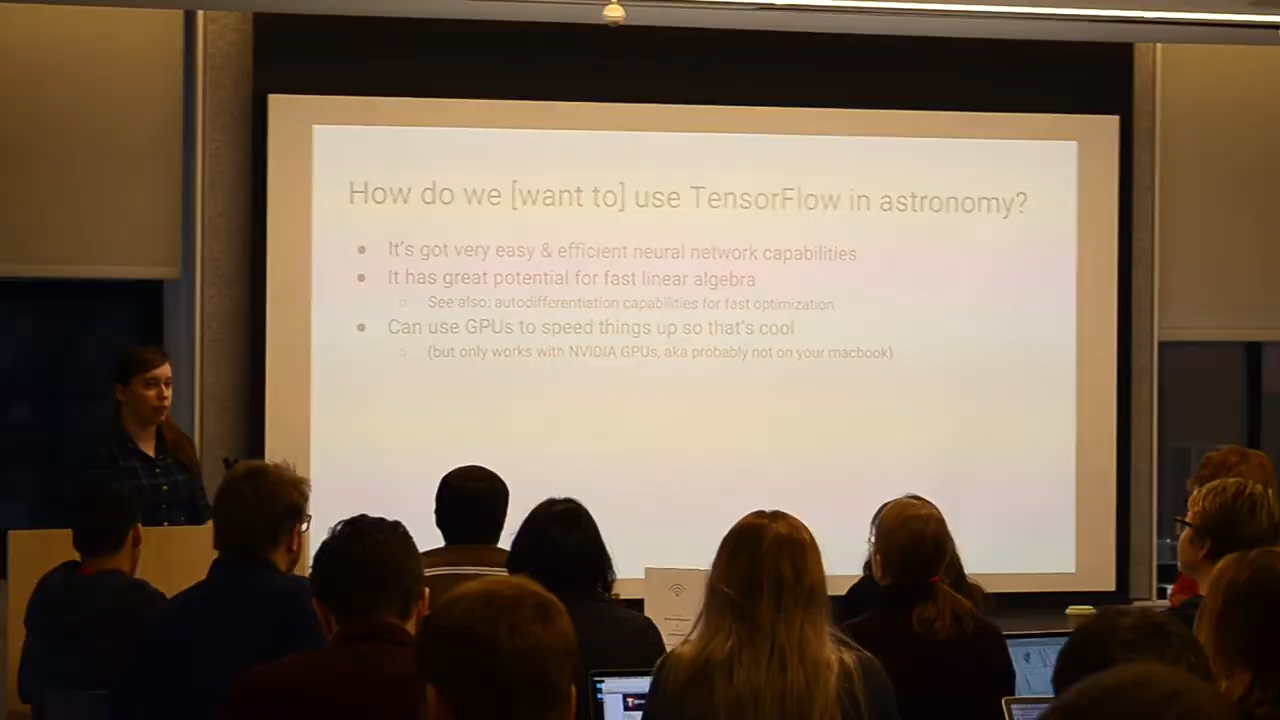 How do we [want to] use TensorFlow in astronomy?
It's got very easy & efficient neural network capabilities
It has great potential for fast linear algebra
See also: autodifferentiation capabilities for fast optimization
Can use GPUs to speed things up so that's cool
(but only works with NVIDIA GPUs, aka probably not on your macbook)